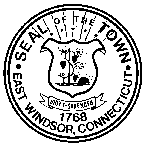 SEAL OF THE TOWN
EAST WINDSOR, CONNECTICUT
1768